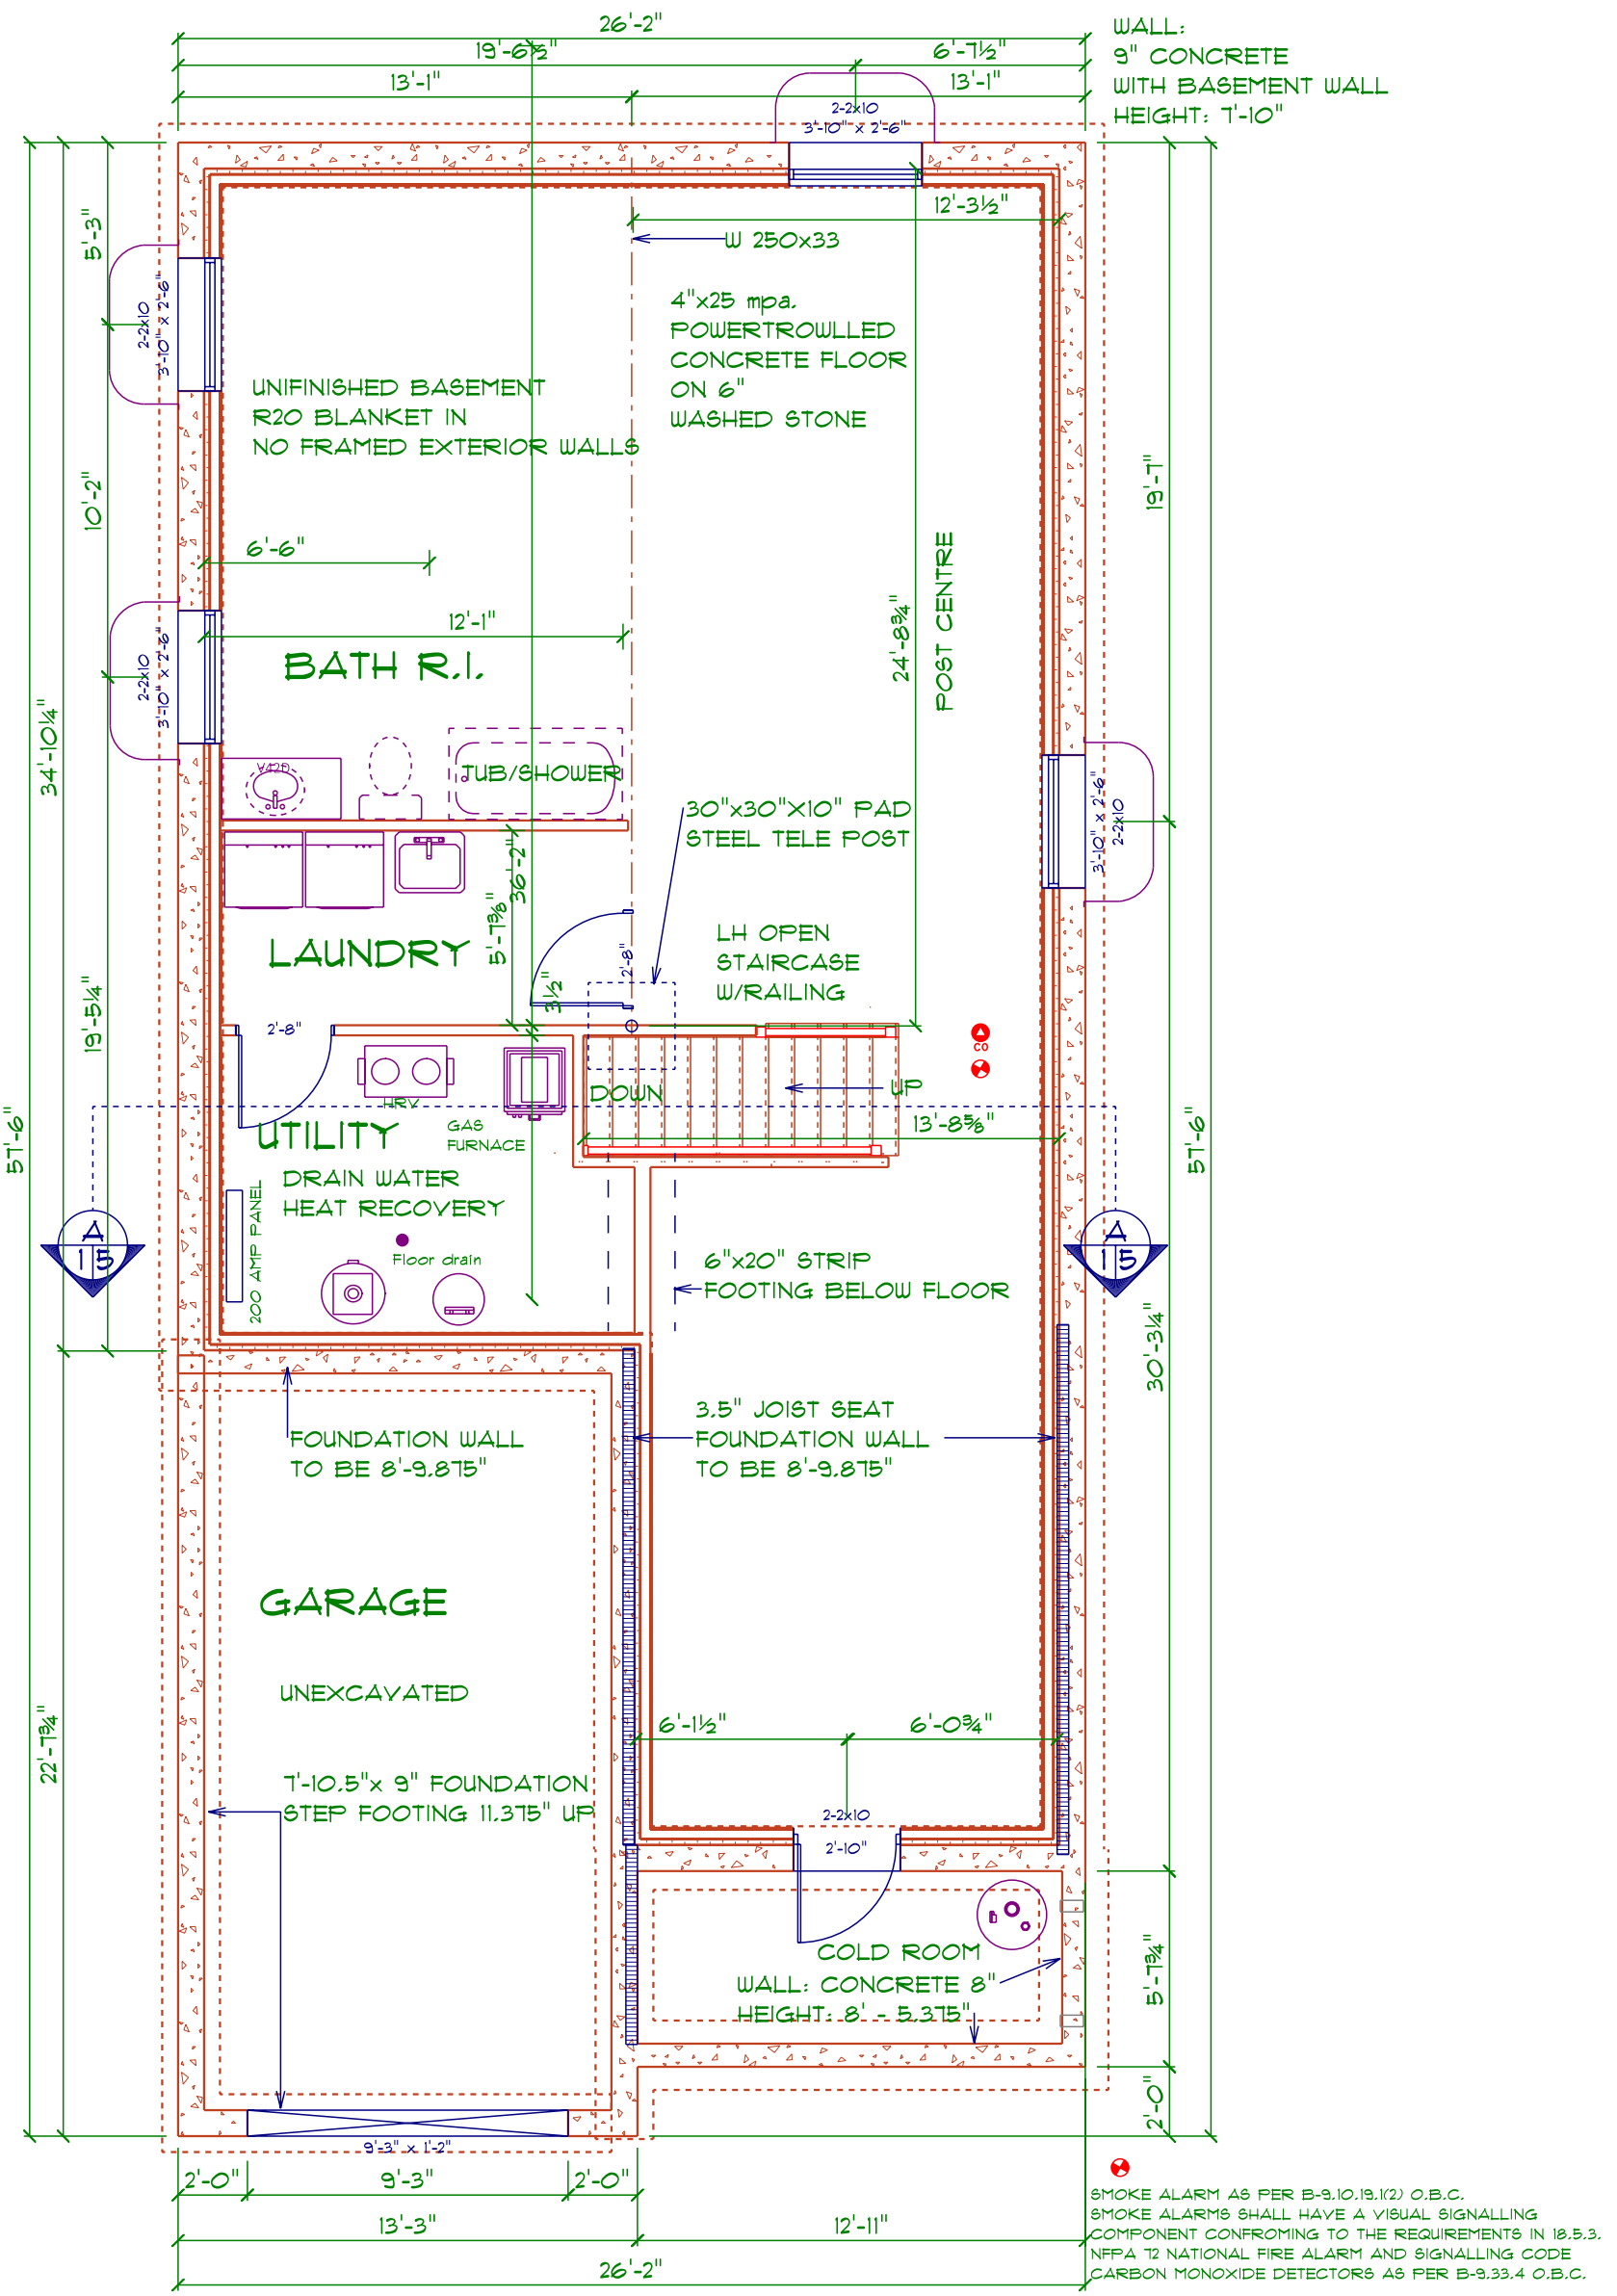 26'-2"
19'-6½"
6'-7½"
13'-1"
13'-1"
WALL:
9" CONCRETE
WITH BASEMENT WALL
HEIGHT: 7'-10"
2-2x10
3'-10" x 2'-6"
12'-3½"
W 250x33
5'-3"
2-2x10
3'-10" x 2'-6"
4"x25 mpa.
POWERTROWLLED
CONCRETE FLOOR
ON 6"
WASHED STONE
UNIFINISHED BASEMENT
R20 BLANKET IN
NO FRAMED EXTERIOR WALLS
10'-2"
19'-7"
6'-6"
12'-1"
BATH R.I.
24'-8¾"
POST CENTRE
2-2x10
3'-10" x 2'-6"
34'-10¼"
V42D
TUB/SHOWER
30"x30"X10" PAD
STEEL TELE POST
3'-10" x 2'-6"
2-2x10
36'-2"
5'-7⅜"
LAUNDRY
3½"
2'-8"
LH OPEN
STAIRCASE
W/RAILING
19'-5¼"
2'-8"
CO
HRV
DOWN
UP
UTILITY
GAS
FURNACE
13'-8⅝"
57'-6"
57'-6"
DRAIN WATER
HEAT RECOVERY
200 AMP PANEL
Floor drain
A
15
A
15
6"x20" STRIP
FOOTING BELOW FLOOR
30'-3¼"
FOUNDATION WALL
TO BE 8'-9.875"
3.5" JOIST SEAT
FOUNDATION WALL
TO BE 8'-9.875"
GARAGE
UNEXCAVATED
22'-7¾"
6'-1½"
6'-0¾"
7'-10.5"x 9" FOUNDATION
STEP FOOTING 11.375" UP
2-2x10
2'-10"
COLD ROOM
WALL: CONCRETE 8"
HEIGHT: 8' - 5.375"
5'-7¾"
2'-0"
9'-3" x 1'-2"
2'-0"
9'-3"
2'-0"
13'-3"
12'-11"
26'-2"
SMOKE ALARM AS PER B-9.10.19.1(2) O.B.C.
SMOKE ALARMS SHALL HAVE A VISUAL SIGNALLING
COMPONENT CONFROMING TO THE REQUIREMENTS IN 18.5.3.
NFPA 72 NATIONAL FIRE ALARM AND SIGNALLING CODE
CARBON MONOXIDE DETECTORS AS PER B-9.33.4 O.B.C.